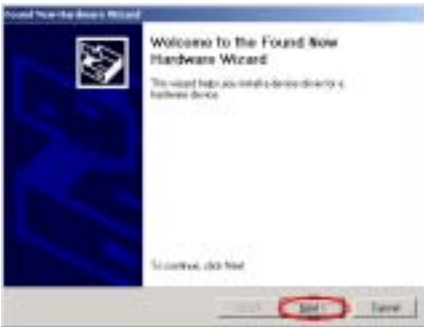 Found New Hardware Wizard
Welcome to the Found New
Hardware Wizard
This wizard helps you install a device driver for a
hardware device.
To continue, click Next.
Next >
Cancel